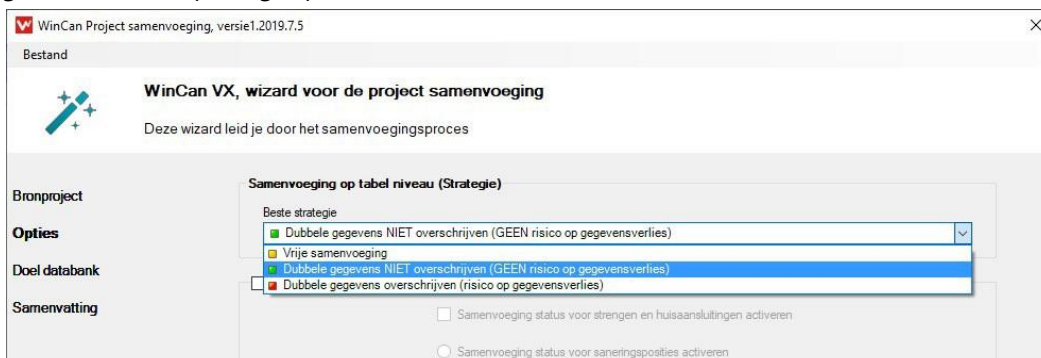 WinCan Project samenvoeging, versie1.2019.7.5
Bestand
WinCan VX, wizard voor de project samenvoeging
Deze wizard leid je door het samenvoegingsproces
Bronproject
Opties
Doel databank
Samenvatting
Samenvoeging op tabel niveau (Strategie)
Beste strategie
Dubbele gegevens NIET overschrijven (GEEN risico op gegevensverlies)
Vrije samenvoeging
Dubbele gegevens NIET overschrijven (GEEN risico op gegevensverlies)
Dubbele gegevens overschrijven (risico op gegevensverlies)
Samenvoeging status voor strengen en huisaansluitingen activeren
Samenvoeging status voor saneringsposities activeren